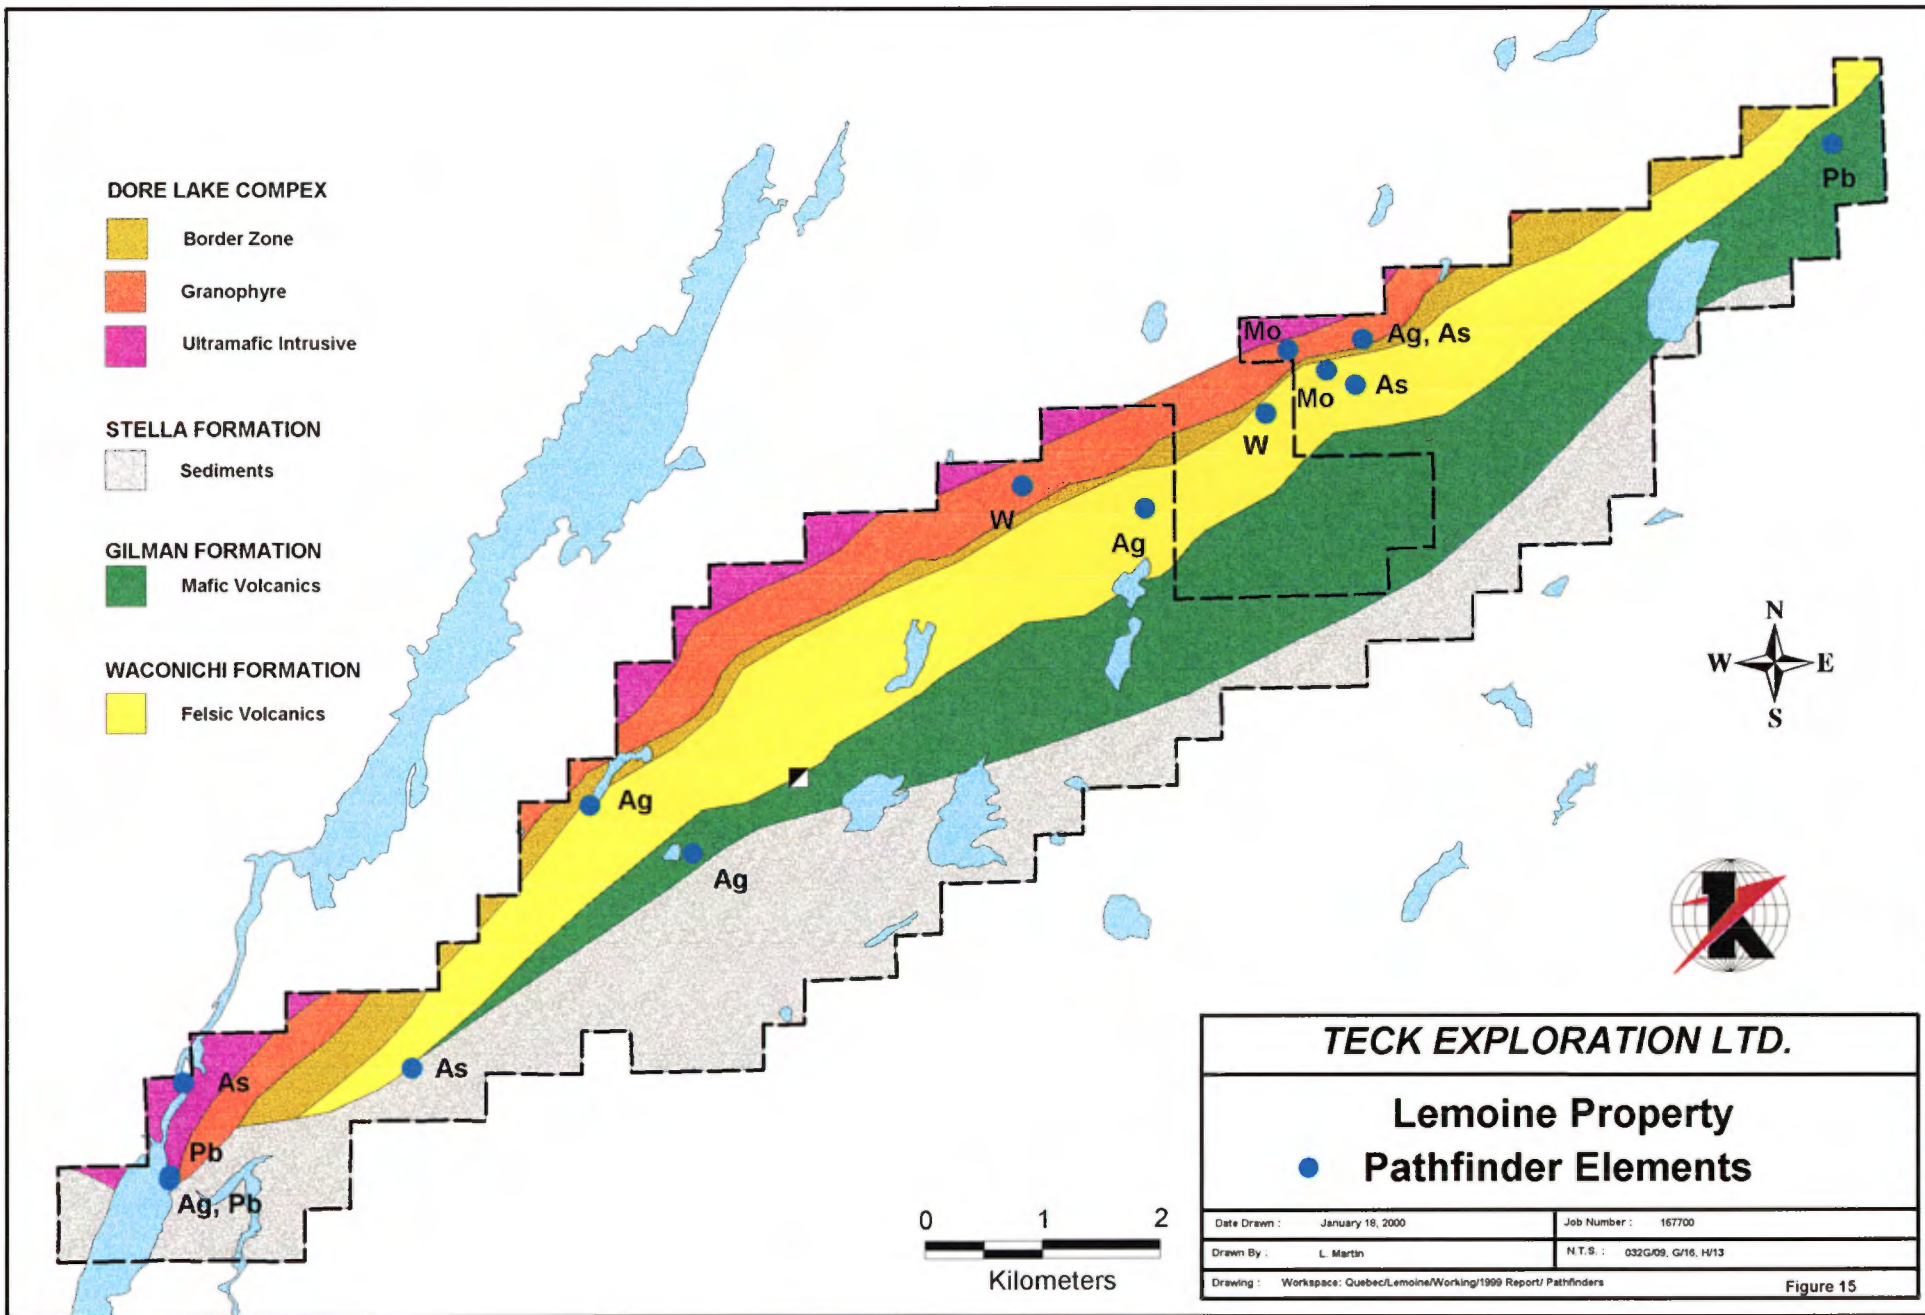 DORE LAKE COMPEX
Border Zone
Granophyre
Ultramafic Intrusive
STELLA FORMATION
Sediments
GILMAN FORMATION
Mafic Volcanics
WACONICHI FORMATION
Felsic Volcanics
Pb
Mo
Ag, As
As
Mo
W
W
Ag
Ag
Ag
As
As
Pb
Ag, Pb
N
W E
S
0 1 2
Kilometers
TECK EXPLORATION LTD.
Lemoine Property
Pathfinder Elements
Date Drawn : January 18, 2000
Job Number : 167700
Drawn By : L. Martin
N.T.S. : 032G/09, G/16, H/13
Drawing : Workspace: Quebec/Lemoine/Working/1999 Report/ Pathfinders
Figure 15